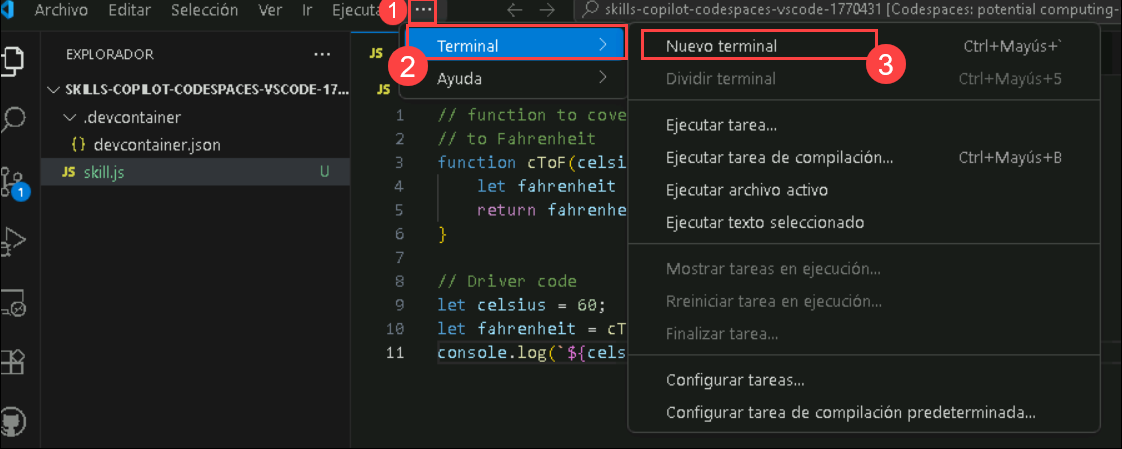 Archivo Editar Selección Ver Ir Ejecuta 1 ...
skills-copilot-codespaces-vscode-1770431 [Codespaces: potential computing-
EXPLORADOR ...
SKILLS-COPILOT-CODESPACES-VSCODE-17...
.devcontainer
{} devcontainer.json
JS skill.js U
1
JS
JS
2
Terminal
Ayuda
3
Nuevo terminal Ctrl+Mayús+`
Dividir terminal Ctrl+Mayús+5
Ejecutar tarea...
Ejecutar tarea de compilación... Ctrl+Mayús+B
Ejecutar archivo activo
Ejecutar texto seleccionado
Mostrar tareas en ejecución...
Rreiniciar tarea en ejecución...
Finalizar tarea...
Configurar tareas...
Configurar tarea de compilación predeterminada...
1 // function to cove
2 // to Fahrenheit
3 function cToF(celsi
4 let fahrenheit
5 return fahrenhe
6 }
7
8 // Driver code
9 let celsius = 60;
10 let fahrenheit = cT
11 console.log(`${cels